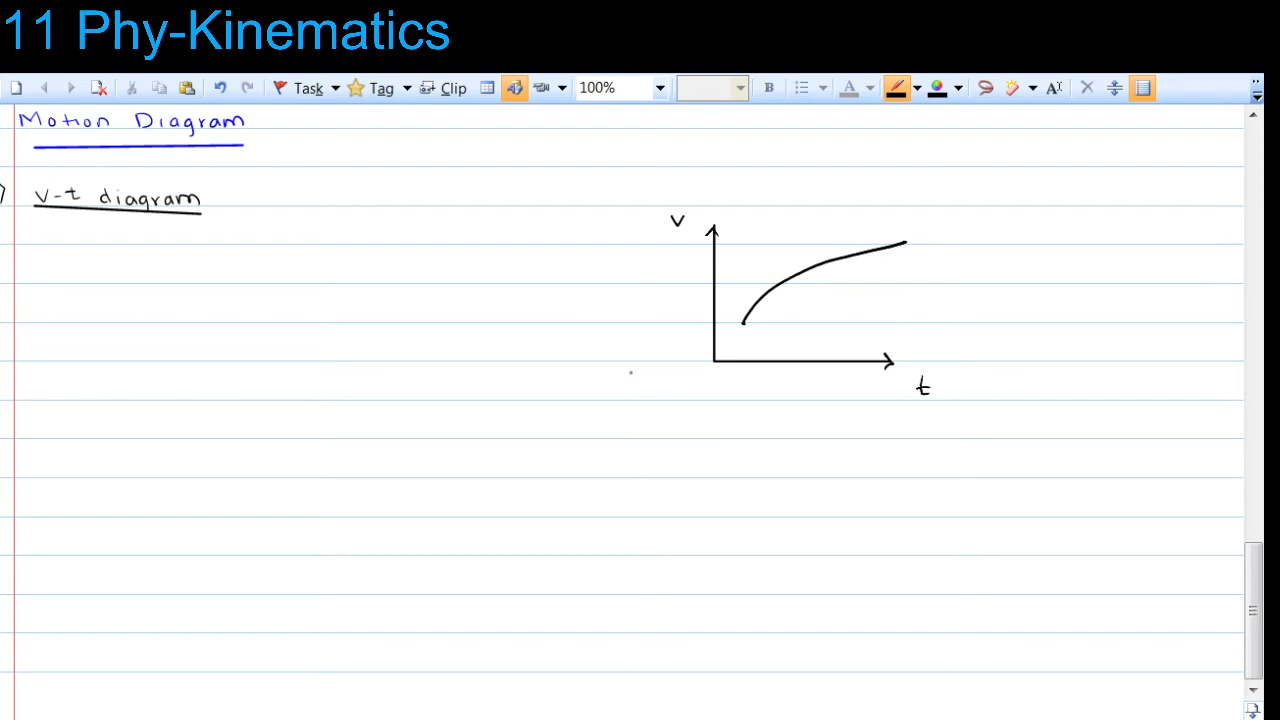 11 Phy-Kinematics
Task Tag Clip 100% B A A
Motion Diagram
) v-t diagram
v
t